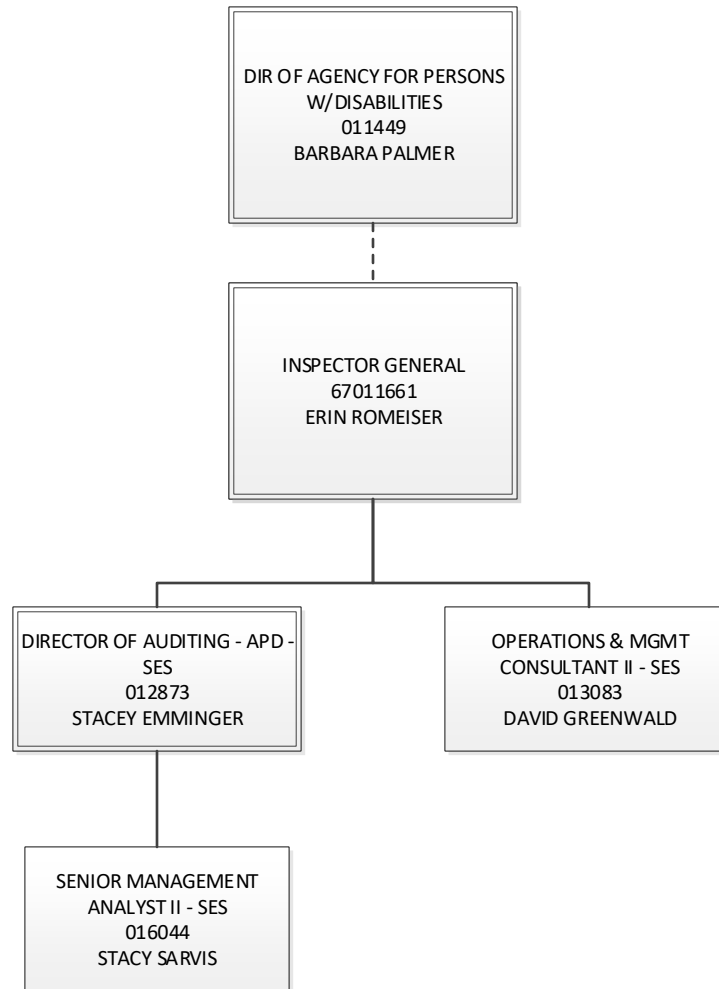 DIR OF AGENCY FOR PERSONS
W/DISABILITIES
011449
BARBARA PALMER
INSPECTOR GENERAL
67011661
ERIN ROMEISER
DIRECTOR OF AUDITING - APD -
SES
012873
STACEY EMMINGER
OPERATIONS & MGMT
CONSULTANT II - SES
013083
DAVID GREENWALD
SENIOR MANAGEMENT
ANALYST II - SES
016044
STACY SARVIS